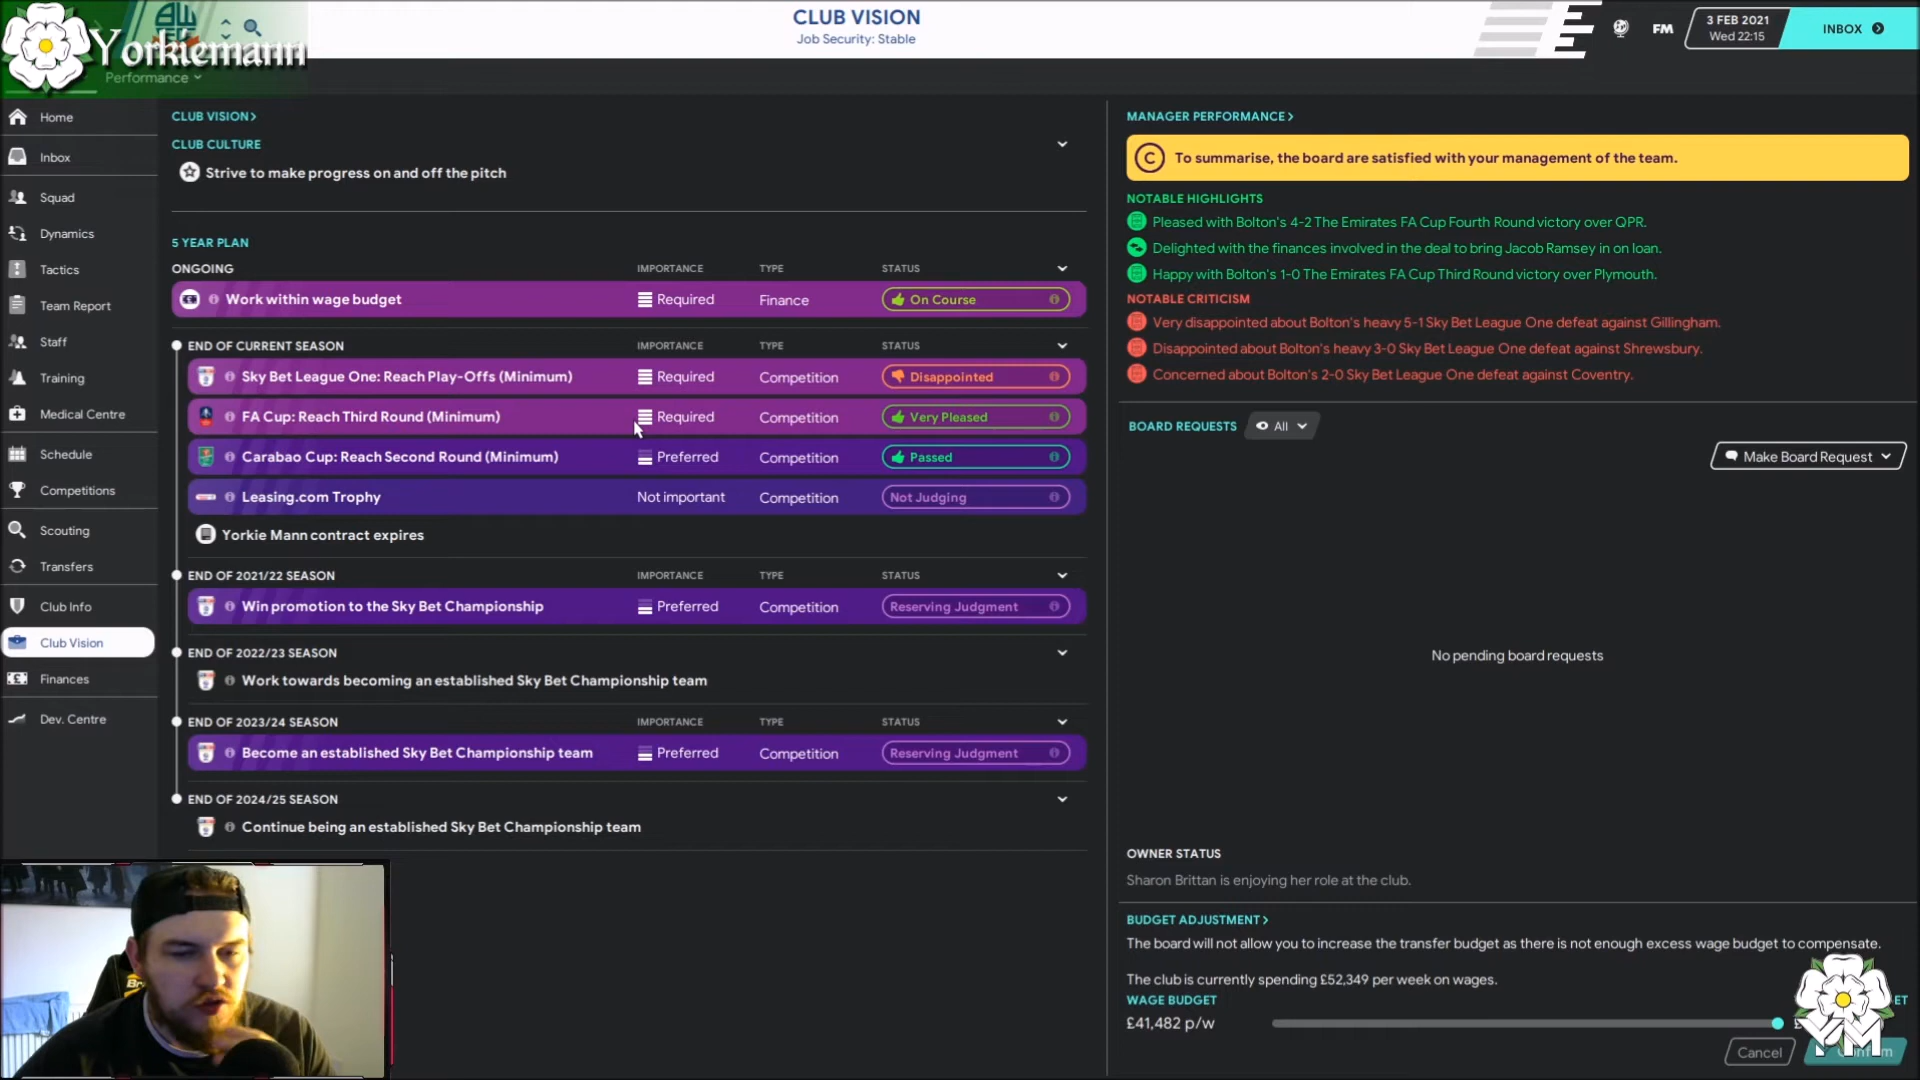 CLUB VISION
Job Security: Stable
3 FEB 2021
Wed 22:15
FM
INBOX
Yorkiemann
Performance
Home
Inbox
Squad
Dynamics
Tactics
Team Report
Staff
Training
Medical Centre
Schedule
Competitions
Scouting
Transfers
Club Info
Club Vision
Finances
Dev. Centre
CLUB VISION>
CLUB CULTURE
Strive to make progress on and off the pitch
5 YEAR PLAN
ONGOING IMPORTANCE TYPE STATUS
Work within wage budget Required Finance On Course
END OF CURRENT SEASON IMPORTANCE TYPE STATUS
Sky Bet League One: Reach Play-Offs (Minimum) Required Competition Disappointed
FA Cup: Reach Third Round (Minimum) Required Competition Very Pleased
Carabao Cup: Reach Second Round (Minimum) Preferred Competition Passed
Leasing.com Trophy Not important Competition Not Judging
Yorkie Mann contract expires
END OF 2021/22 SEASON IMPORTANCE TYPE STATUS
Win promotion to the Sky Bet Championship Preferred Competition Reserving Judgment
END OF 2022/23 SEASON
Work towards becoming an established Sky Bet Championship team
END OF 2023/24 SEASON IMPORTANCE TYPE STATUS
Become an established Sky Bet Championship team Preferred Competition Reserving Judgment
END OF 2024/25 SEASON
Continue being an established Sky Bet Championship team
MANAGER PERFORMANCE>
C To summarise, the board are satisfied with your management of the team.
NOTABLE HIGHLIGHTS
Pleased with Bolton's 4-2 The Emirates FA Cup Fourth Round victory over QPR.
Delighted with the finances involved in the deal to bring Jacob Ramsey in on loan.
Happy with Bolton's 1-0 The Emirates FA Cup Third Round victory over Plymouth.
NOTABLE CRITICISM
Very disappointed about Bolton's heavy 5-1 Sky Bet League One defeat against Gillingham.
Disappointed about Bolton's heavy 3-0 Sky Bet League One defeat against Shrewsbury.
Concerned about Bolton's 2-0 Sky Bet League One defeat against Coventry.
BOARD REQUESTS All
Make Board Request
No pending board requests
OWNER STATUS
Sharon Brittan is enjoying her role at the club.
BUDGET ADJUSTMENT>
The board will not allow you to increase the transfer budget as there is not enough excess wage budget to compensate.
The club is currently spending £52,349 per week on wages.
WAGE BUDGET
£41,482 p/w
YM
Cancel